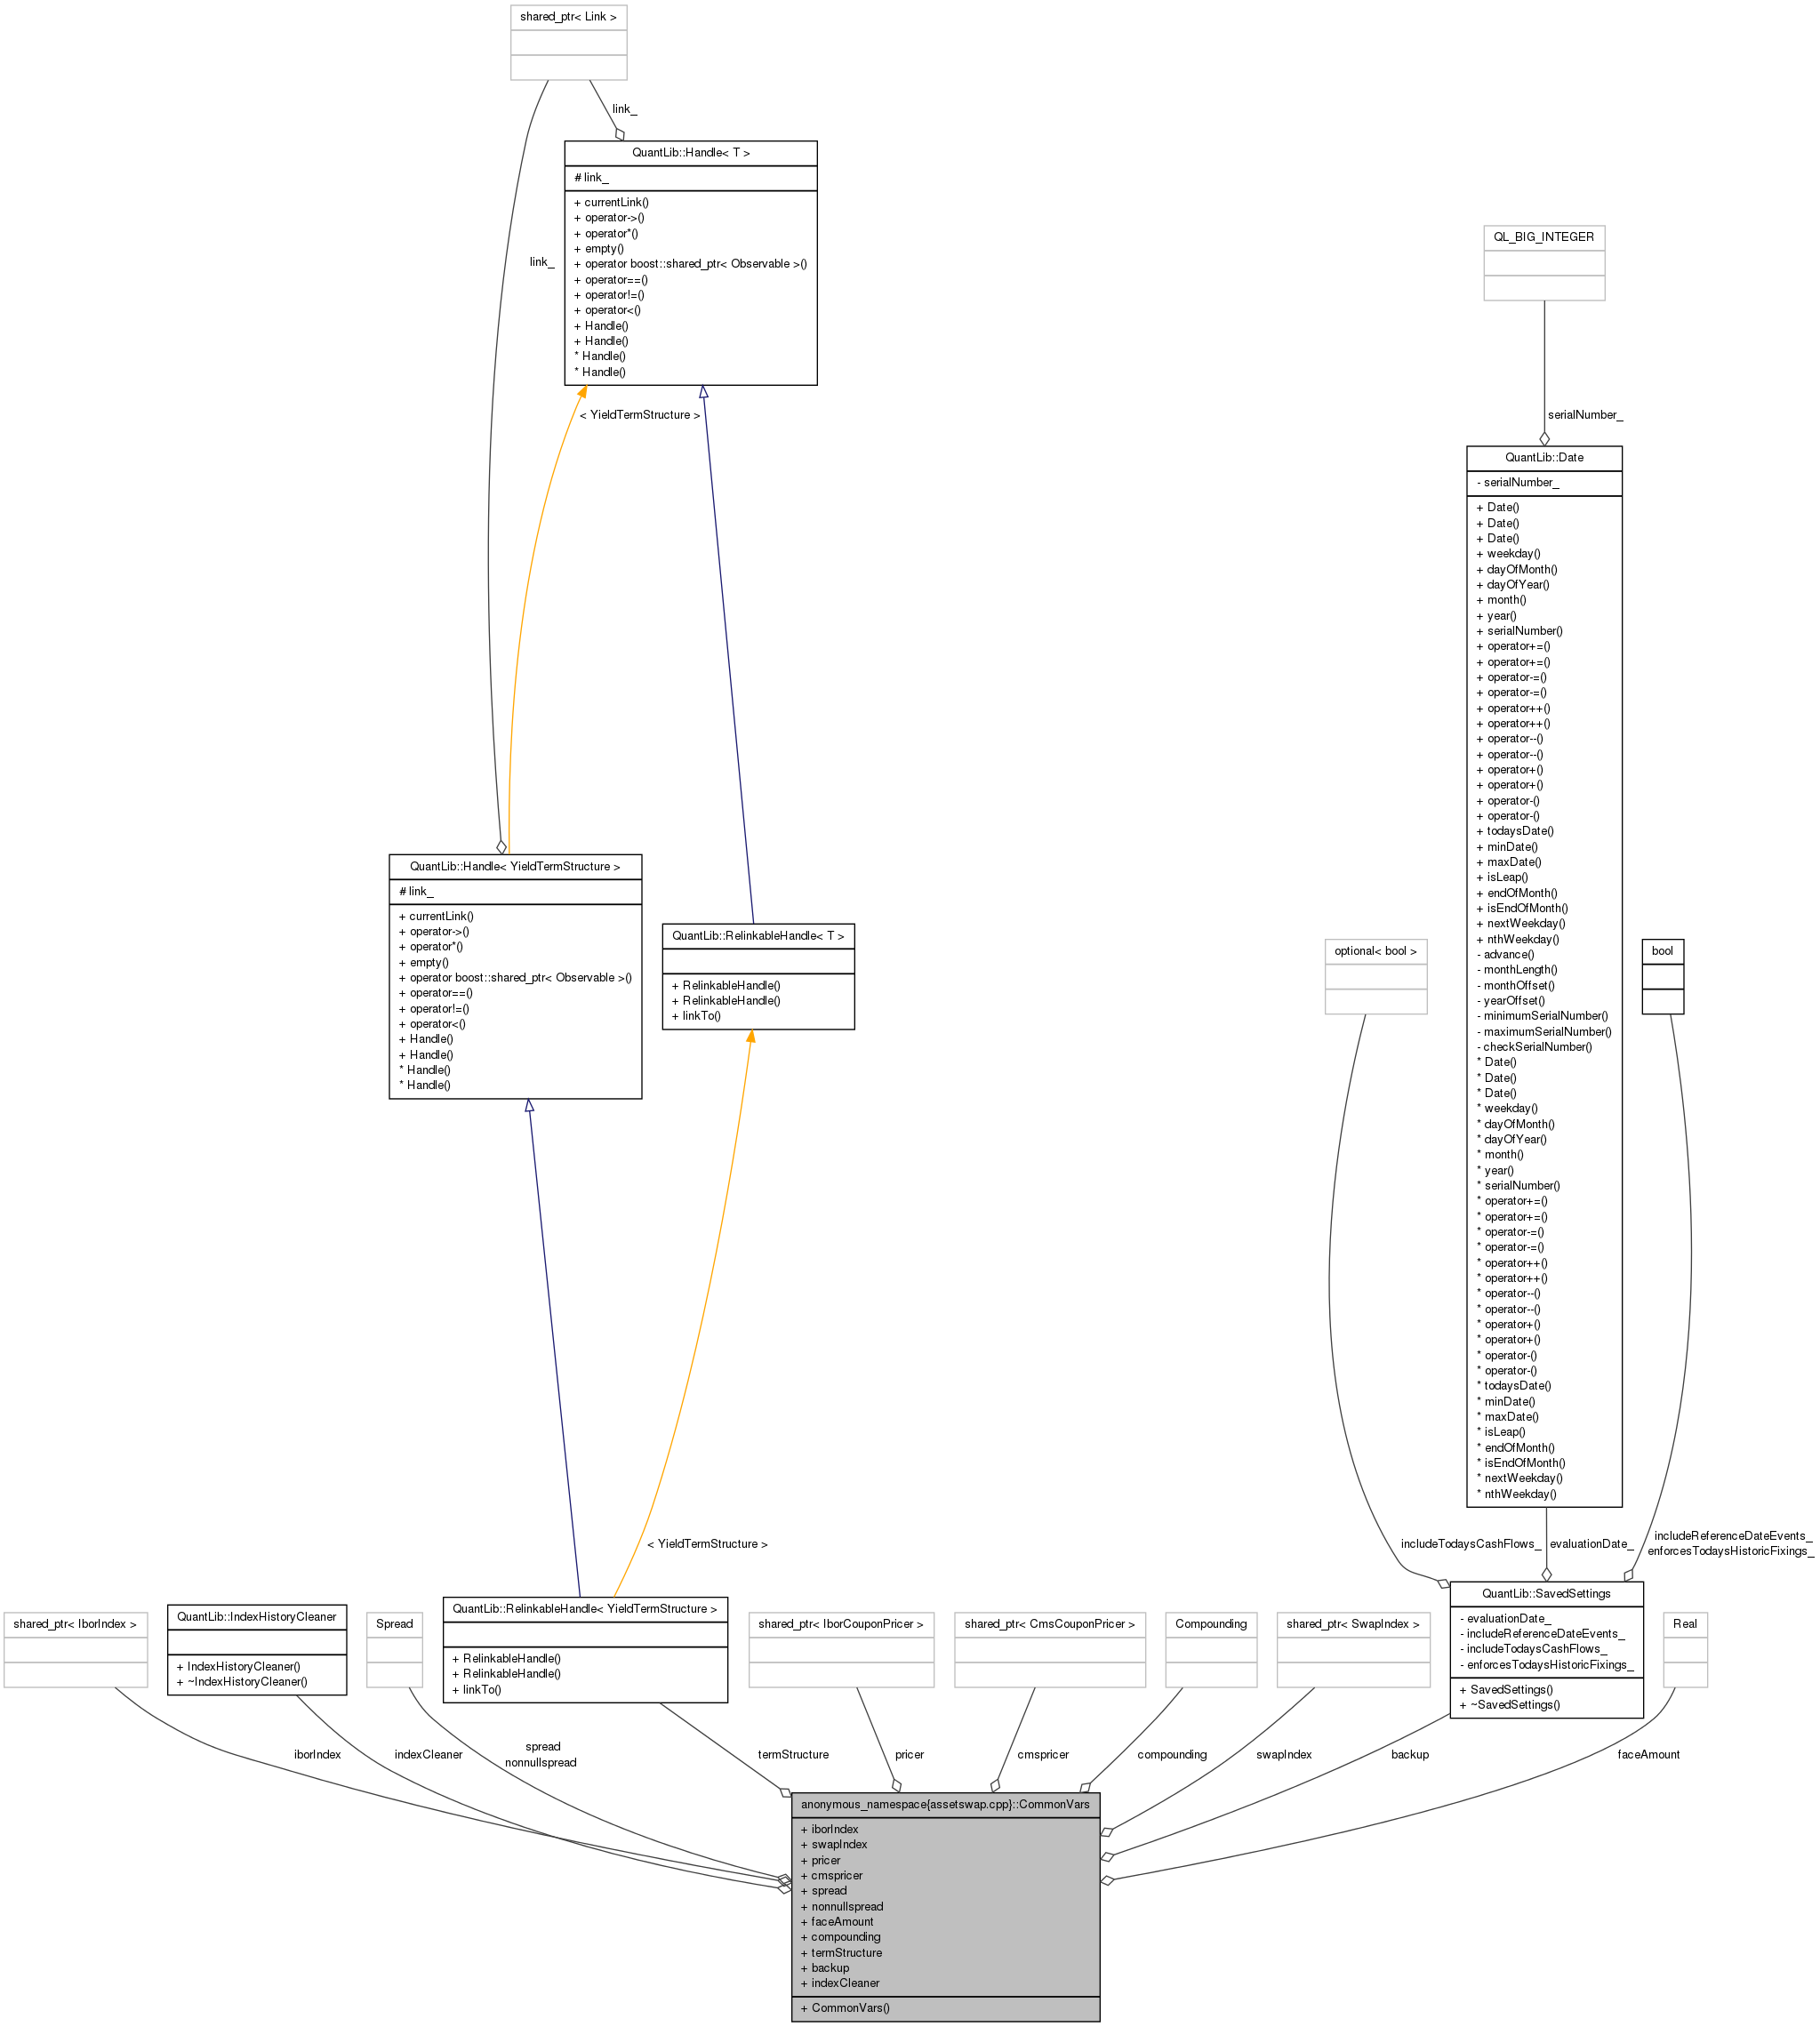 shared_ptr< Link >
link_
QuantLib::Handle< T >
# link_
+ currentLink()
+ operator->()
+ operator*()
+ empty()
+ operator boost::shared_ptr< Observable >()
+ operator==()
+ operator!=()
+ operator<()
+ Handle()
+ Handle()
* Handle()
* Handle()
link_
< YieldTermStructure >
QL_BIG_INTEGER
serialNumber_
QuantLib::Date
- serialNumber_
+ Date()
+ Date()
+ Date()
+ weekday()
+ dayOfMonth()
+ dayOfYear()
+ month()
+ year()
+ serialNumber()
+ operator+=()
+ operator+=()
+ operator-=()
+ operator-=()
+ operator++()
+ operator++()
+ operator--()
+ operator--()
+ operator+()
+ operator+()
+ operator-()
+ operator-()
+ todaysDate()
+ minDate()
+ maxDate()
+ isLeap()
+ endOfMonth()
+ isEndOfMonth()
+ nextWeekday()
+ nthWeekday()
- advance()
- monthLength()
- monthOffset()
- yearOffset()
- minimumSerialNumber()
- maximumSerialNumber()
- checkSerialNumber()
* Date()
* Date()
* Date()
* weekday()
* dayOfMonth()
* dayOfYear()
* month()
* year()
* serialNumber()
* operator+=()
* operator+=()
* operator-=()
* operator-=()
* operator++()
* operator++()
* operator--()
* operator--()
* operator+()
* operator+()
* operator-()
* operator-()
* todaysDate()
* minDate()
* maxDate()
* isLeap()
* endOfMonth()
* isEndOfMonth()
* nextWeekday()
* nthWeekday()
QuantLib::Handle< YieldTermStructure >
# link_
+ currentLink()
+ operator->()
+ operator*()
+ empty()
+ operator boost::shared_ptr< Observable >()
+ operator==()
+ operator!=()
+ operator<()
+ Handle()
+ Handle()
* Handle()
* Handle()
QuantLib::RelinkableHandle< T >
+ RelinkableHandle()
+ RelinkableHandle()
+ linkTo()
optional< bool >
bool
< YieldTermStructure >
includeTodaysCashFlows_
evaluationDate_
includeReferenceDateEvents_
enforcesTodaysHistoricFixings_
shared_ptr< IborIndex >
QuantLib::IndexHistoryCleaner
+ IndexHistoryCleaner()
+ ~IndexHistoryCleaner()
Spread
QuantLib::RelinkableHandle< YieldTermStructure >
+ RelinkableHandle()
+ RelinkableHandle()
+ linkTo()
shared_ptr< IborCouponPricer >
shared_ptr< CmsCouponPricer >
Compounding
shared_ptr< SwapIndex >
QuantLib::SavedSettings
- evaluationDate_
- includeReferenceDateEvents_
- includeTodaysCashFlows_
- enforcesTodaysHistoricFixings_
+ SavedSettings()
+ ~SavedSettings()
Real
iborIndex
indexCleaner
spread
nonnullspread
termStructure
pricer
cmspricer
compounding
swapIndex
backup
faceAmount
anonymous_namespace{assetswap.cpp}::CommonVars
+ iborIndex
+ swapIndex
+ pricer
+ cmspricer
+ spread
+ nonnullspread
+ faceAmount
+ compounding
+ termStructure
+ backup
+ indexCleaner
+ CommonVars()